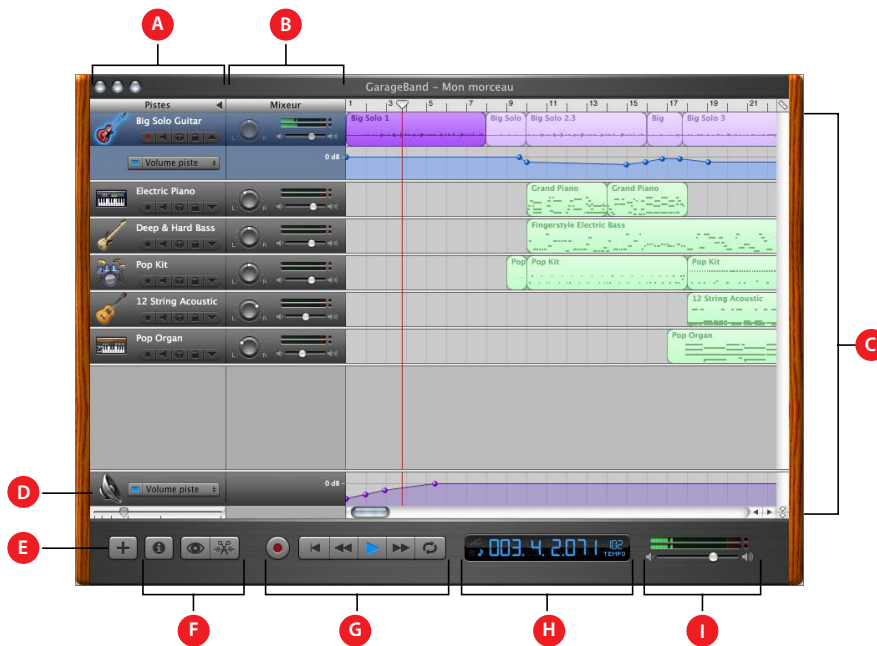 A
B
GarageBand – Mon morceau
Pistes
Mixeur
1 3 5 7 9 11 13 15 17 19 21
Big Solo Guitar
L R
Big Solo 1
Big Solo
Big Solo 2.3
Big
Big Solo 3
Volume piste
0 dB
Electric Piano
L R
Grand Piano
Grand Piano
Deep & Hard Bass
L R
Fingerstyle Electric Bass
Pop Kit
L R
Pop
Pop Kit
Pop Kit
12 String Acoustic
L R
12 String Acoustic
Pop Organ
L R
Pop Organ
C
D
Volume piste
0 dB
E
003. 4. 2.071 102
TEMPO
F
G
H
I